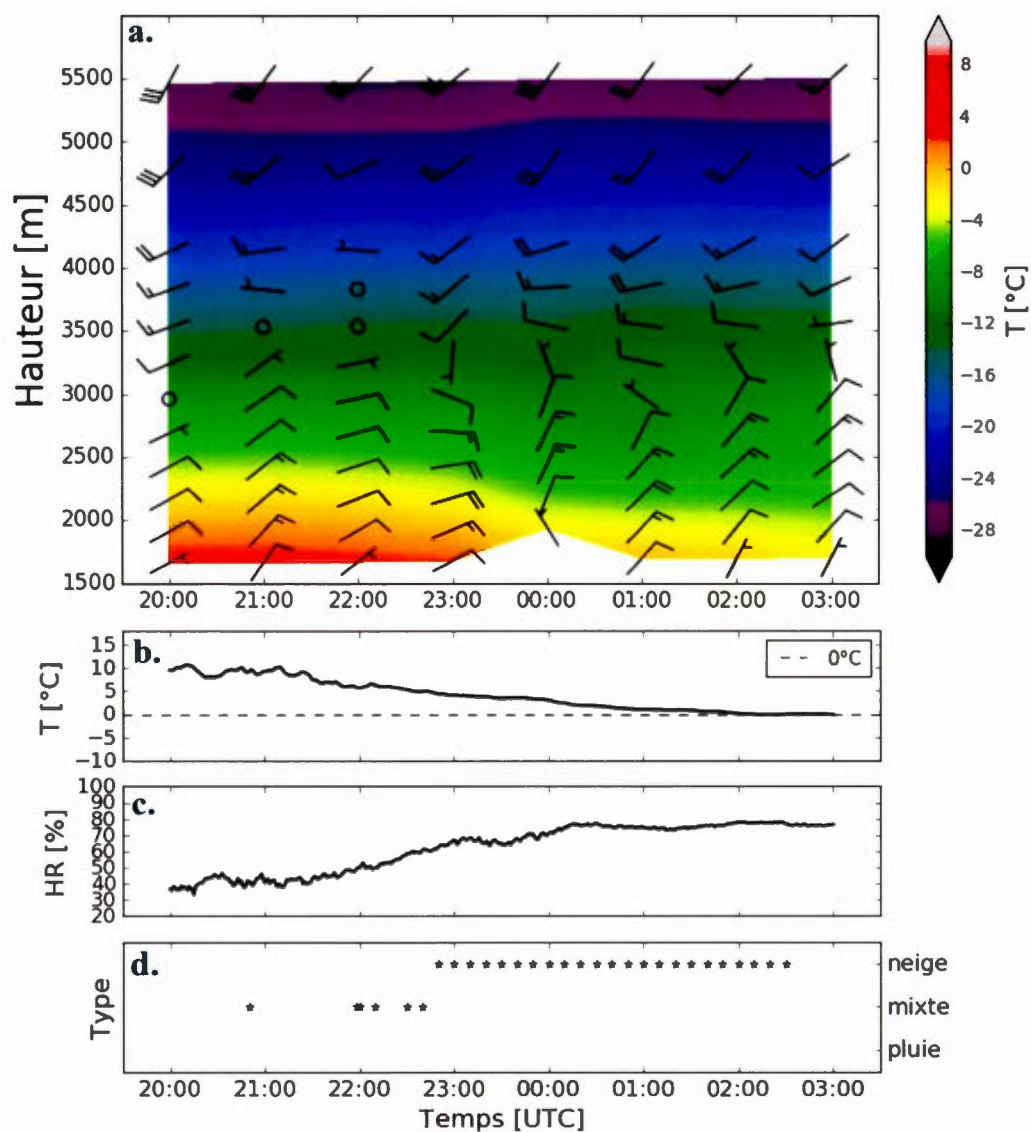 a.
Hauteur [m]
5500
5000
4500
4000
3500
3000
2500
2000
1500
20:00 21:00 22:00 23:00 00:00 01:00 02:00 03:00
8
4
0
−4
−8
−12
−16
−20
−24
−28
T [°C]
b.
0°C
T [°C]
15
10
5
0
−5
−10
c.
HR [%]
100
90
80
70
60
50
40
30
20
d.
Type
neige
mixte
pluie
20:00 21:00 22:00 23:00 00:00 01:00 02:00 03:00
Temps [UTC]